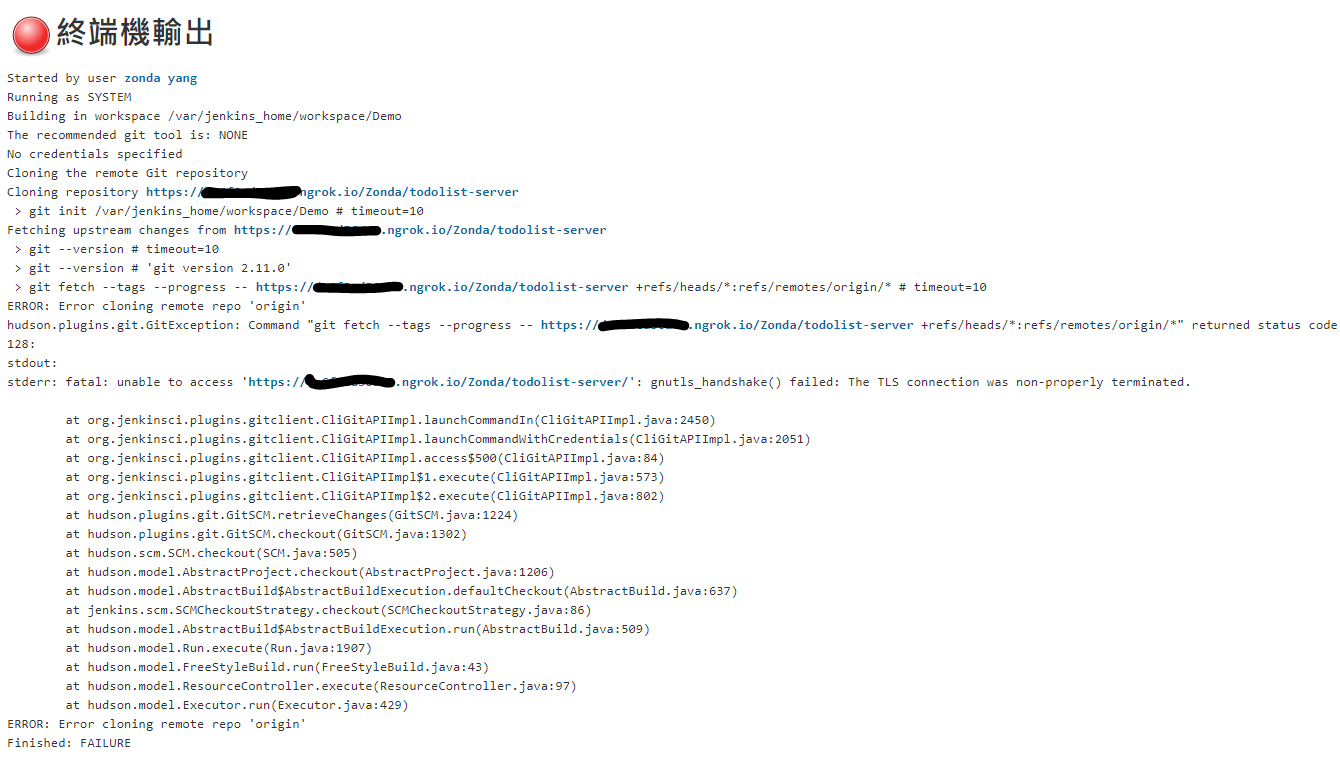 終端機輸出
Started by user zonda yang
Running as SYSTEM
Building in workspace /var/jenkins_home/workspace/Demo
The recommended git tool is: NONE
No credentials specified
Cloning the remote Git repository
Cloning repository https://ngrok.io/Zonda/todolist-server
> git init /var/jenkins_home/workspace/Demo # timeout=10
Fetching upstream changes from https://.ngrok.io/Zonda/todolist-server
> git --version # timeout=10
> git --version # 'git version 2.11.0'
> git fetch --tags --progress -- https://.ngrok.io/Zonda/todolist-server +refs/heads/*:refs/remotes/origin/* # timeout=10
ERROR: Error cloning remote repo 'origin'
hudson.plugins.git.GitException: Command "git fetch --tags --progress -- https://.ngrok.io/Zonda/todolist-server +refs/heads/*:refs/remotes/origin/*" returned status code
128:
stdout:
stderr: fatal: unable to access 'https://.ngrok.io/Zonda/todolist-server/': gnutls_handshake() failed: The TLS connection was non-properly terminated.
at org.jenkinsci.plugins.gitclient.CliGitAPIImpl.launchCommandIn(CliGitAPIImpl.java:2450)
at org.jenkinsci.plugins.gitclient.CliGitAPIImpl.launchCommandWithCredentials(CliGitAPIImpl.java:2051)
at org.jenkinsci.plugins.gitclient.CliGitAPIImpl.access$500(CliGitAPIImpl.java:84)
at org.jenkinsci.plugins.gitclient.CliGitAPIImpl$1.execute(CliGitAPIImpl.java:573)
at org.jenkinsci.plugins.gitclient.CliGitAPIImpl$2.execute(CliGitAPIImpl.java:802)
at hudson.plugins.git.GitSCM.retrieveChanges(GitSCM.java:1224)
at hudson.plugins.git.GitSCM.checkout(GitSCM.java:1302)
at hudson.scm.SCM.checkout(SCM.java:505)
at hudson.model.AbstractProject.checkout(AbstractProject.java:1206)
at hudson.model.AbstractBuild$AbstractBuildExecution.defaultCheckout(AbstractBuild.java:637)
at jenkins.scm.SCMCheckoutStrategy.checkout(SCMCheckoutStrategy.java:86)
at hudson.model.AbstractBuild$AbstractBuildExecution.run(AbstractBuild.java:509)
at hudson.model.Run.execute(Run.java:1907)
at hudson.model.FreeStyleBuild.run(FreeStyleBuild.java:43)
at hudson.model.ResourceController.execute(ResourceController.java:97)
at hudson.model.Executor.run(Executor.java:429)
ERROR: Error cloning remote repo 'origin'
Finished: FAILURE